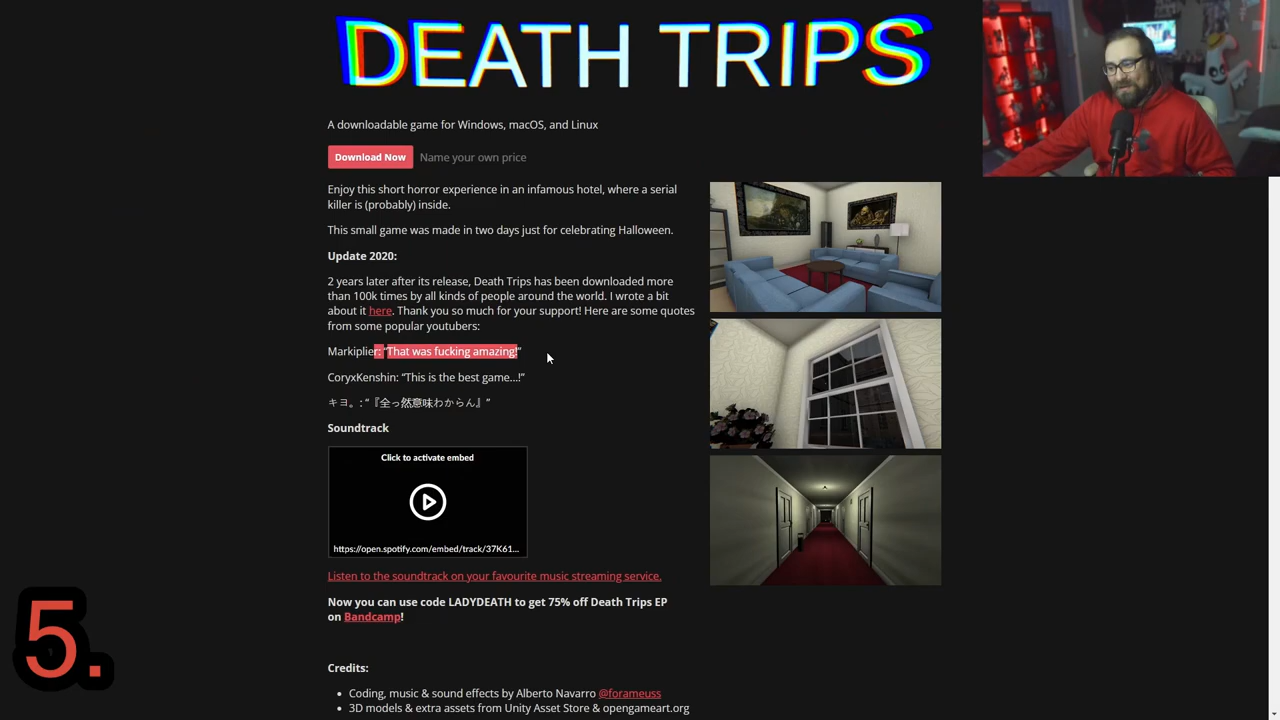 DEATH TRIPS
A downloadable game for Windows, macOS, and Linux
Download Now Name your own price
Enjoy this short horror experience in an infamous hotel, where a serial
killer is (probably) inside.
This small game was made in two days just for celebrating Halloween.
Update 2020:
2 years later after its release, Death Trips has been downloaded more
than 100k times by all kinds of people around the world. I wrote a bit
about it here. Thank you so much for your support! Here are some quotes
from some popular youtubers:
Markiplier: “That was fucking amazing!”
CoryxKenshin: “This is the best game...!”
キヨ。: “『全っ然意味わからん』”
Soundtrack
Click to activate embed
https://open.spotify.com/embed/track/37K61...
Listen to the soundtrack on your favourite music streaming service.
Now you can use code LADYDEATH to get 75% off Death Trips EP
on Bandcamp!
Credits:
• Coding, music & sound effects by Alberto Navarro @forameuss
• 3D models & extra assets from Unity Asset Store & opengameart.org
5.